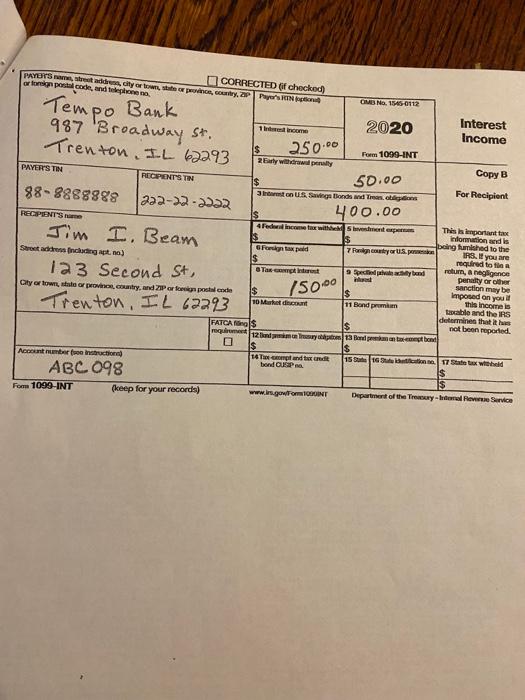 PAYER'S name, street address, city or town, state or province, country, ZIP
or foreign postal code, and telephone no.
Tempo Bank
987 Broadway St.
Trenton, IL 62293
CORRECTED (if checked)
Payer's RTN (optional)
OMB No. 1545-0112
2020
Form 1099-INT
Interest
Income
1 Interest income
$ 250.00
2 Early withdrawal penalty
$ 50.00
Copy B
For Recipient
PAYER'S TIN
88-8888888
RECIPIENT'S TIN
222-22-2222
3 Interest on U.S. Savings Bonds and Treas. obligations
$ 400.00
RECIPIENT'S name
Jim I. Beam
4 Federal income tax withheld
$
5 Investment expenses
$
This is important tax
information and is
being furnished to the
IRS. If you are
required to file a
return, a negligence
penalty or other
sanction may be
imposed on you if
this income is
taxable and the IRS
determines that it has
not been reported.
Street address (including apt. no.)
123 Second St,
6 Foreign tax paid
$
7 Foreign country or U.S. possession
City or town, state or province, country, and ZIP or foreign postal code
Trenton, IL 62293
8 Tax-exempt interest
$ 150.00
9 Specified private activity bond
interest
$
10 Market discount
$
11 Bond premium
$
FATCA filing
requirement
12 Bond premium on Treasury obligations
$
13 Bond premium on tax-exempt bond
$
Account number (see instructions)
ABC 098
14 Tax-exempt and tax credit
bond CUSIP no.
15 State
16 State identification no.
17 State tax withheld
$
$
Form 1099-INT
(keep for your records)
www.irs.gov/Form1099INT
Department of the Treasury - Internal Revenue Service